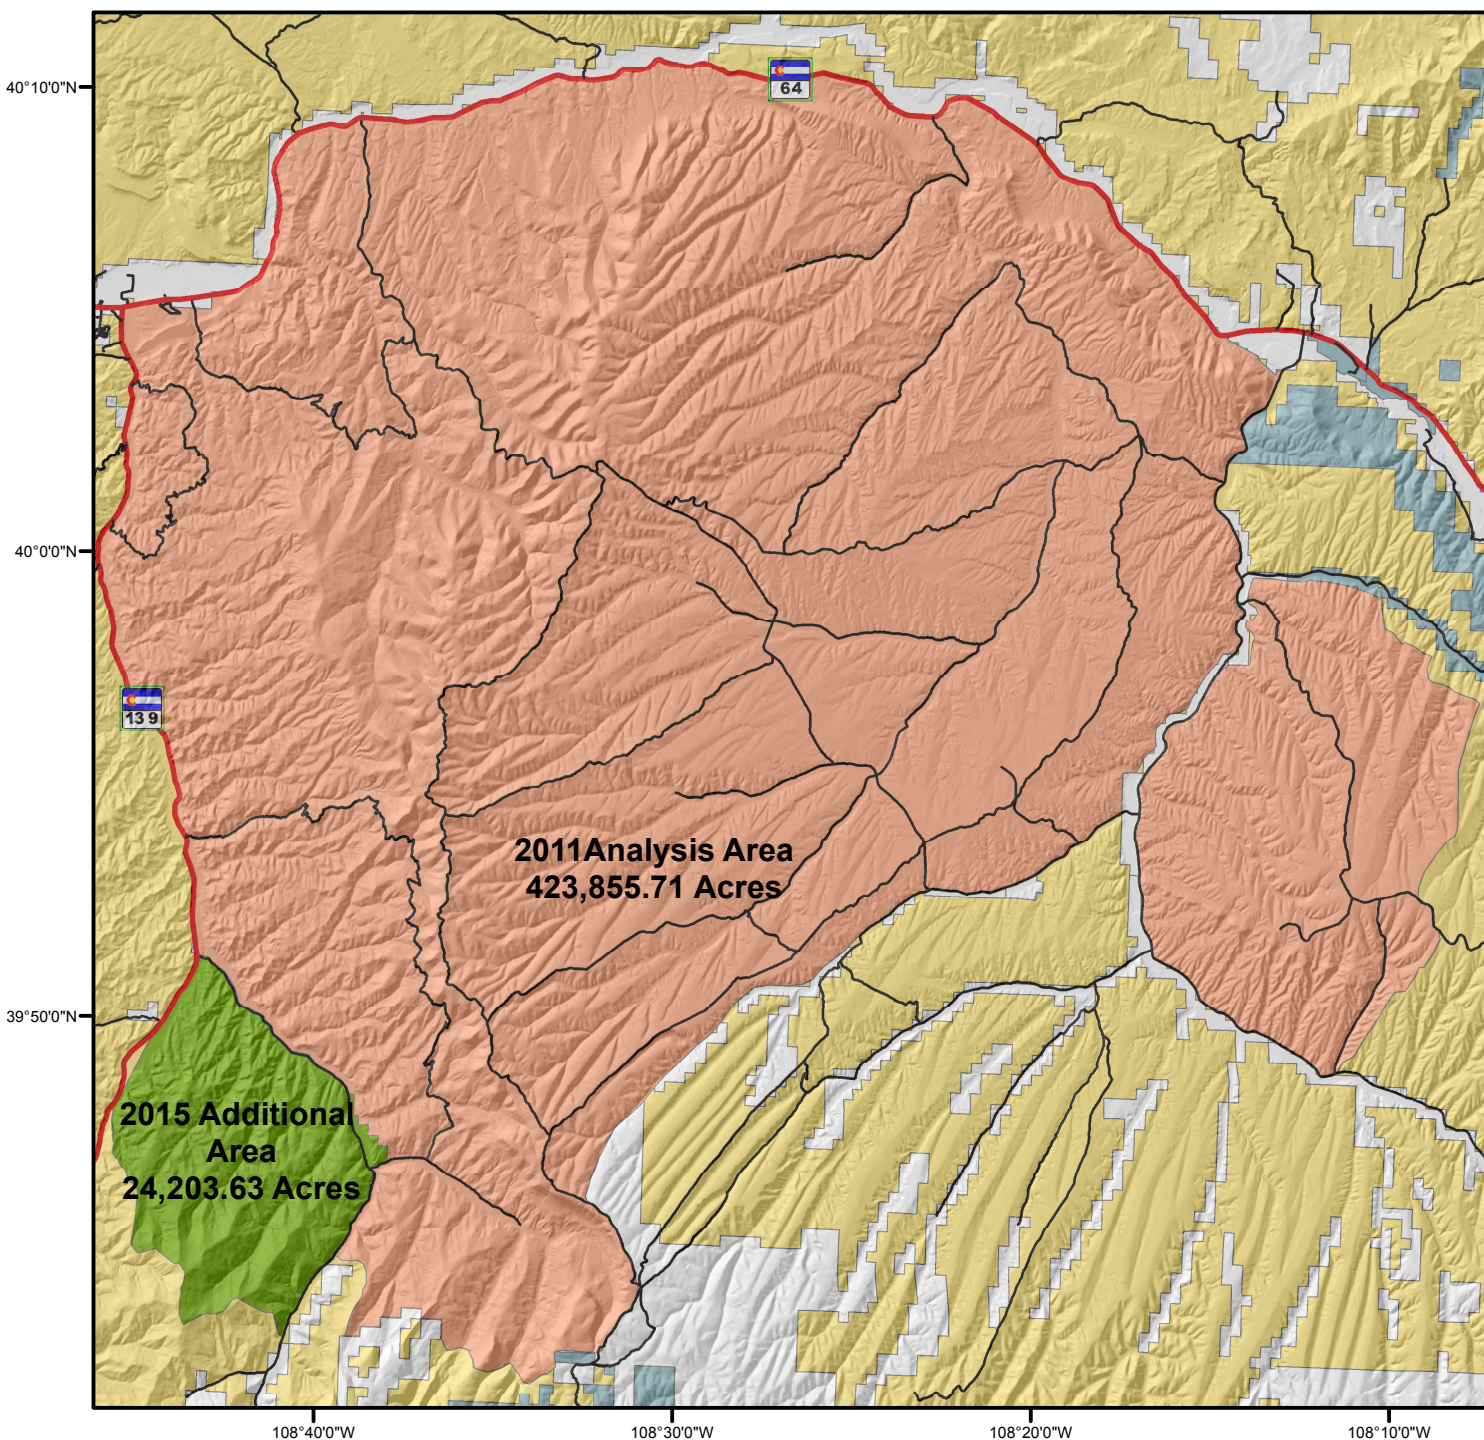 40°10'0"N
64
40°0'0"N
139
2011Analysis Area
423,855.71 Acres
39°50'0"N
2015 Additional
Area
24,203.63 Acres
108°40'0"W
108°30'0"W
108°20'0"W
108°10'0"W